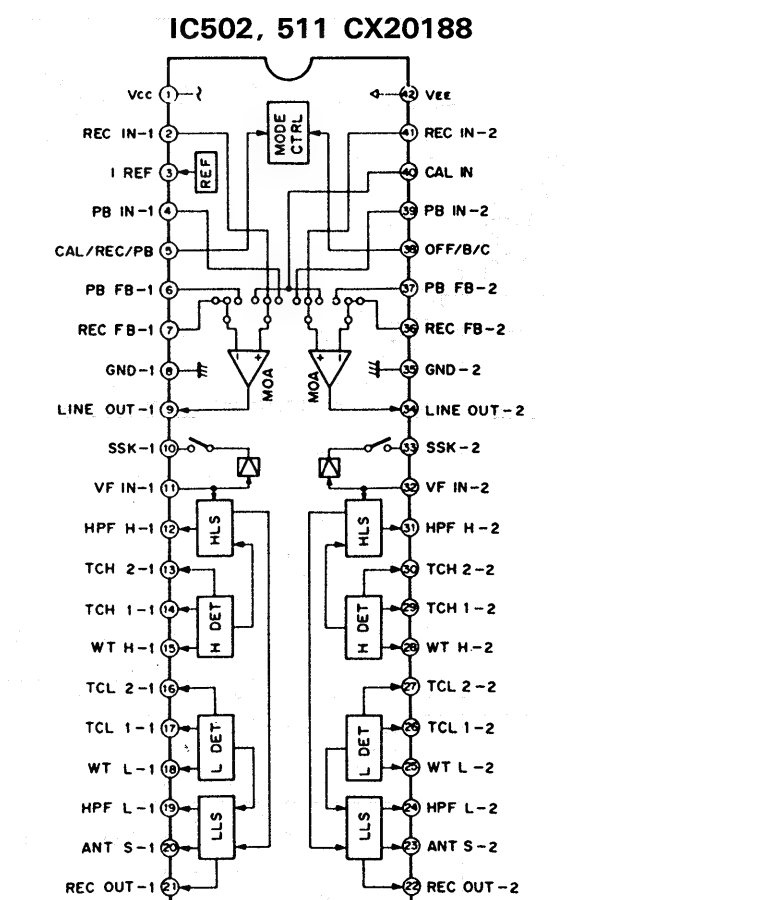 IC502, 511 CX20188
VCC 1
42 VEE
REC IN-1 2
MODE CTRL
41 REC IN-2
I REF 3
REF
40 CAL IN
PB IN-1 4
39 PB IN-2
CAL/REC/PB 5
38 OFF/B/C
PB FB-1 6
37 PB FB-2
REC FB-1 7
36 REC FB-2
- +
+ -
GND-1 8
MOA
MOA
35 GND-2
LINE OUT-1 9
34 LINE OUT-2
SSK-1 10
33 SSK-2
VF IN-1 11
32 VF IN-2
HPF H-1 12
HLS
HLS
31 HPF H-2
TCH 2-1 13
30 TCH 2-2
TCH 1-1 14
H DET
H DET
29 TCH 1-2
WT H-1 15
28 WT H-2
TCL 2-1 16
27 TCL 2-2
TCL 1-1 17
L DET
L DET
26 TCL 1-2
WT L-1 18
25 WT L-2
HPF L-1 19
24 HPF L-2
LLS
LLS
ANT S-1 20
23 ANT S-2
REC OUT-1 21
22 REC OUT-2